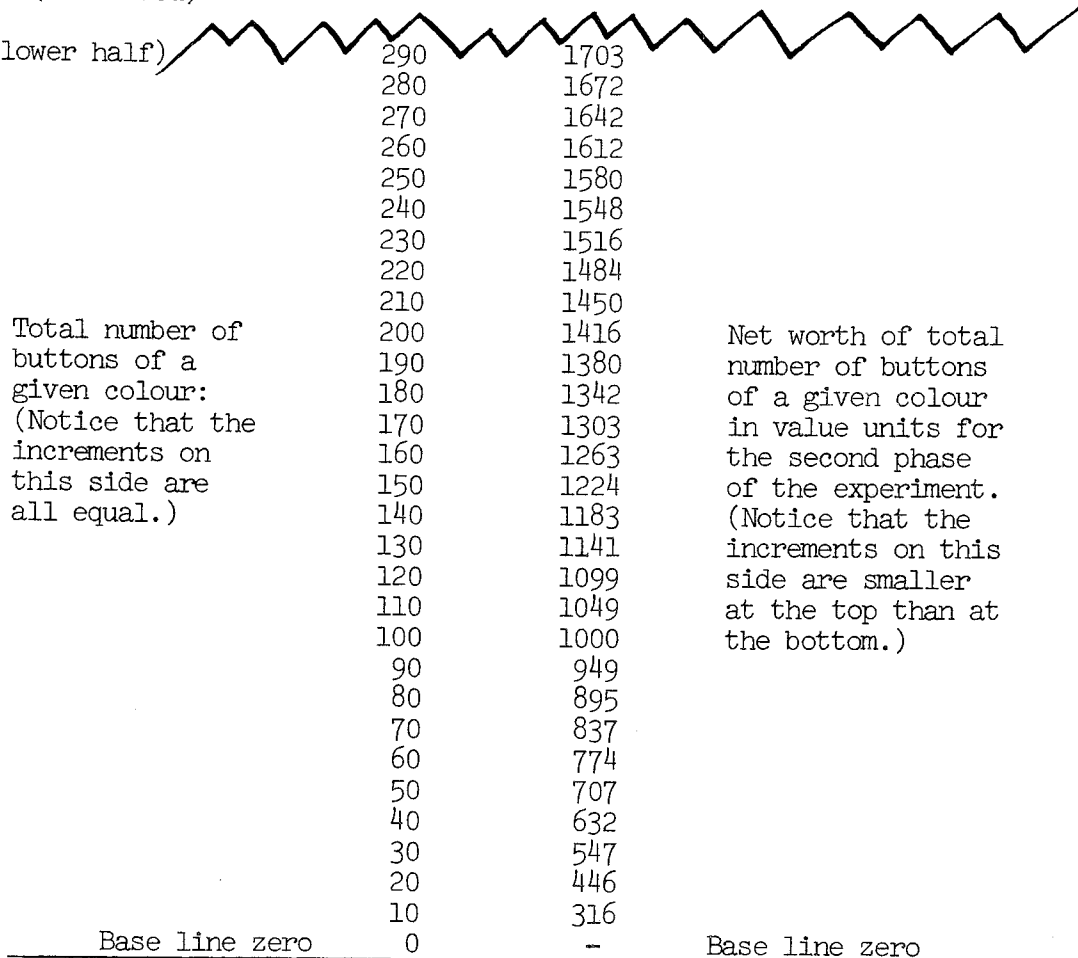 lower half)
290 1703
280 1672
270 1642
260 1612
250 1580
240 1548
230 1516
220 1484
210 1450
Total number of 200 1416 Net worth of total
buttons of a 190 1380 number of buttons
given colour: 180 1342 of a given colour
(Notice that the 170 1303 in value units for
increments on 160 1263 the second phase
this side are 150 1224 of the experiment.
all equal.) 140 1183 (Notice that the
130 1141 increments on this
120 1099 side are smaller
110 1049 at the top than at
100 1000 the bottom.)
90 949
80 895
70 837
60 774
50 707
40 632
30 547
20 446
10 316
Base line zero 0 – Base line zero